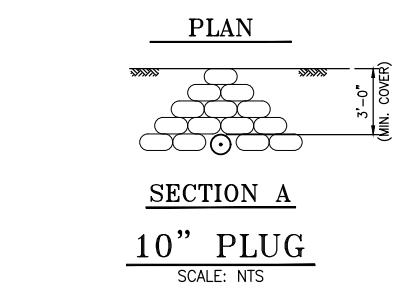 PLAN
3'-0"
(MIN. COVER)
SECTION A
10" PLUG
SCALE: NTS